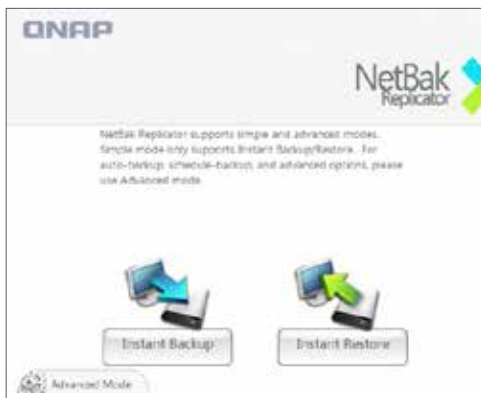 QNAP
NetBak
Replicator
NetBak Replicator supports simple and advanced modes.
Simple mode only supports Instant Backup/Restore. For
auto-backup, schedule-backup, and advanced options, please
use Advanced mode.
Instant Backup
Instant Restore
Advanced Mode